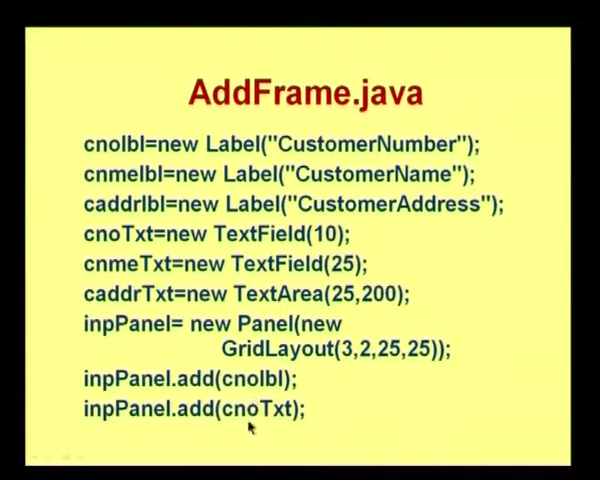 AddFrame.java
cnolbl=new Label("CustomerNumber");
cnmelbl=new Label("CustomerName");
caddrlbl=new Label("CustomerAddress");
cnoTxt=new TextField(10);
cnmeTxt=new TextField(25);
caddrTxt=new TextArea(25,200);
inpPanel= new Panel(new
GridLayout(3,2,25,25));
inpPanel.add(cnolbl);
inpPanel.add(cnoTxt);